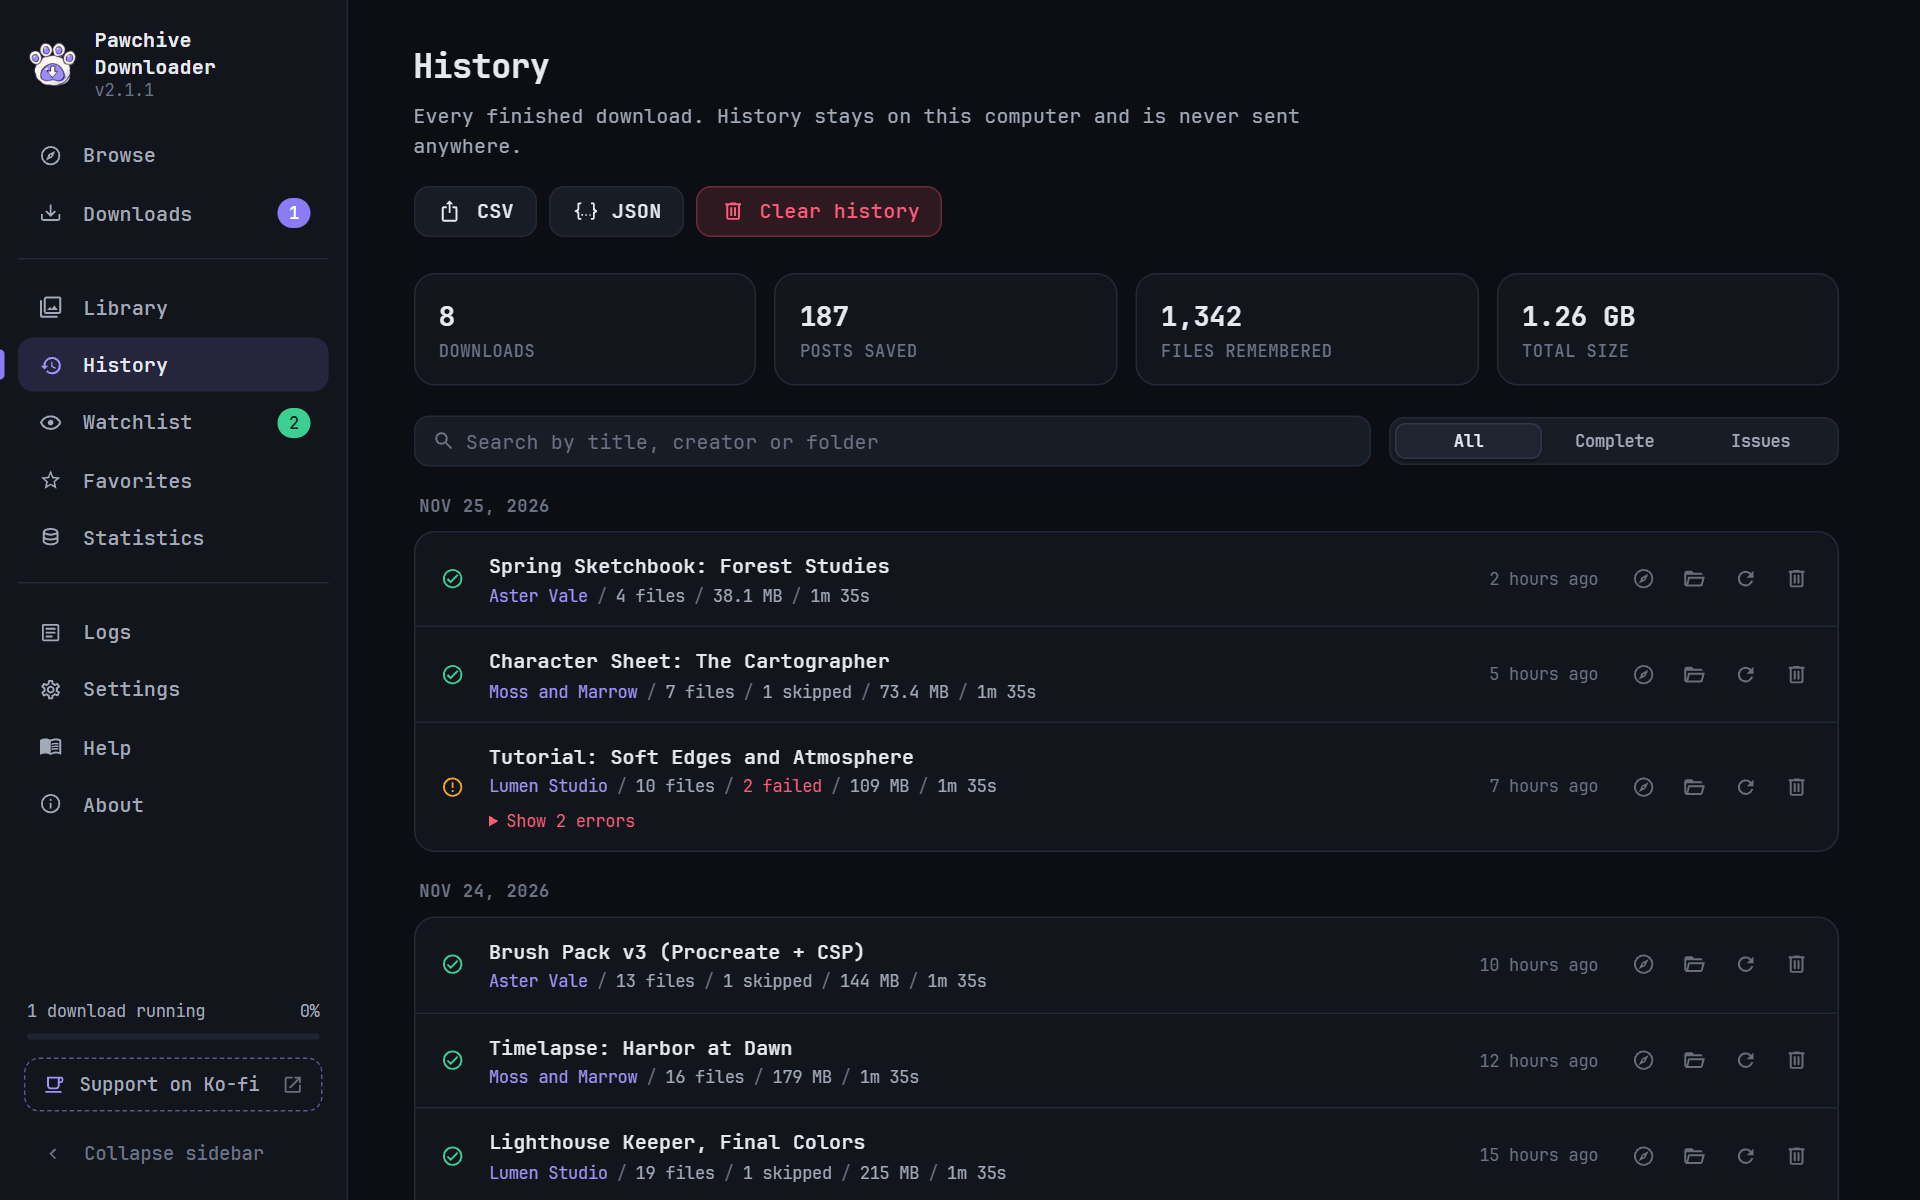 Pawchive
Downloader
v2.1.1
Browse
Downloads 1
Library
History
Watchlist 2
Favorites
Statistics
Logs
Settings
Help
About
1 download running 0%
Support on Ko-fi
Collapse sidebar
History
Every finished download. History stays on this computer and is never sent
anywhere.
CSV {..} JSON Clear history
8 187 1,342 1.26 GB
DOWNLOADS POSTS SAVED FILES REMEMBERED TOTAL SIZE
Search by title, creator or folder All Complete Issues
NOV 25, 2026
Spring Sketchbook: Forest Studies
Aster Vale / 4 files / 38.1 MB / 1m 35s 2 hours ago
Character Sheet: The Cartographer
Moss and Marrow / 7 files / 1 skipped / 73.4 MB / 1m 35s 5 hours ago
Tutorial: Soft Edges and Atmosphere
Lumen Studio / 10 files / 2 failed / 109 MB / 1m 35s 7 hours ago
Show 2 errors
NOV 24, 2026
Brush Pack v3 (Procreate + CSP)
Aster Vale / 13 files / 1 skipped / 144 MB / 1m 35s 10 hours ago
Timelapse: Harbor at Dawn
Moss and Marrow / 16 files / 179 MB / 1m 35s 12 hours ago
Lighthouse Keeper, Final Colors
Lumen Studio / 19 files / 1 skipped / 215 MB / 1m 35s 15 hours ago